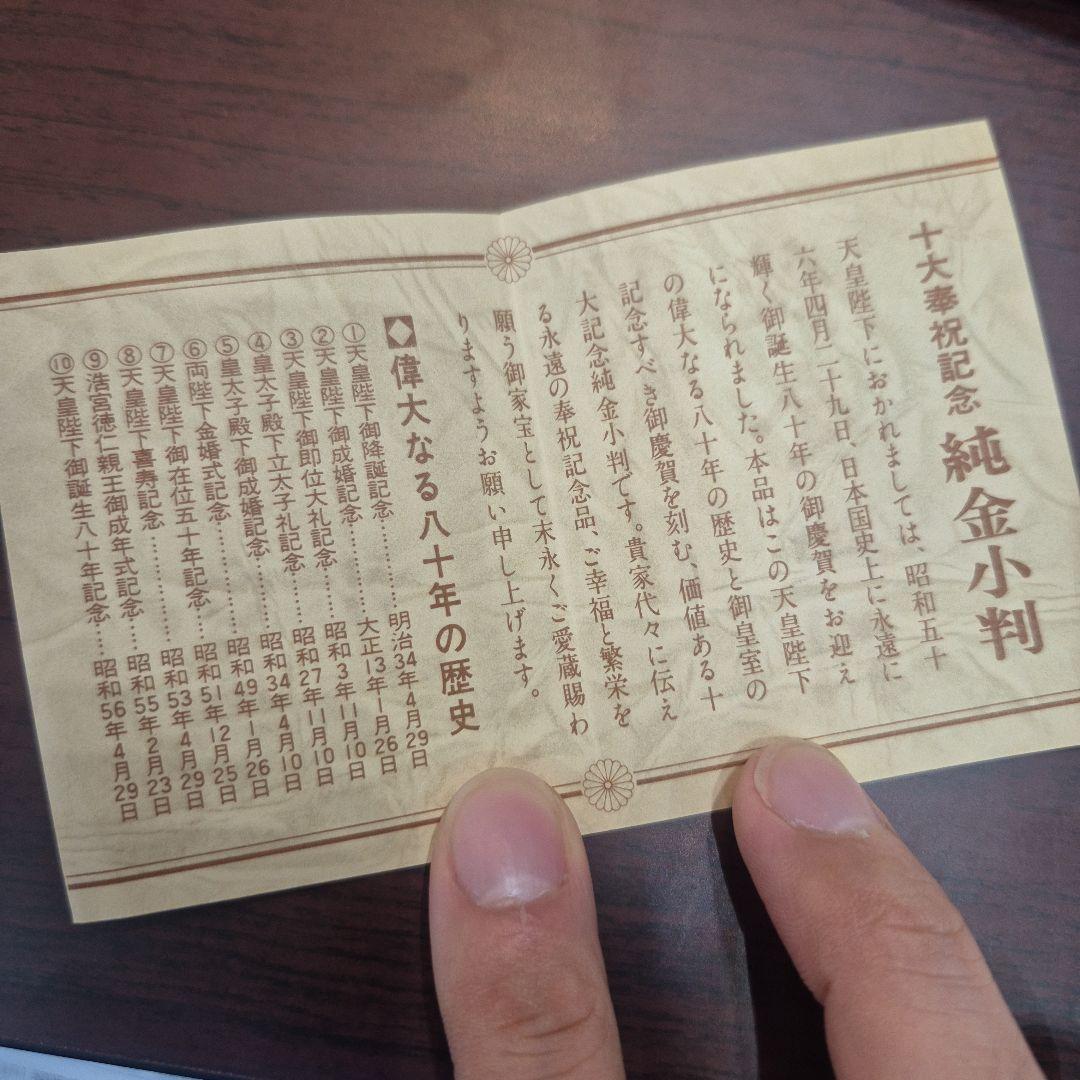 十大奉祝記念 純金小判
天皇陛下におかれましては、昭和五十
六年四月二十九日、日本国史上に永遠に
輝く御誕生八十年の御慶賀をお迎え
になられました。本品はこの天皇陛下
の偉大なる八十年の歴史と御皇室の
記念すべき御慶賀を刻む、価値ある十
大記念純金小判です。貴家代々に伝え
る永遠の奉祝記念品、ご幸福と繁栄を
願う御家宝として末永くご愛蔵賜わ
りますようお願い申し上げます。
◆偉大なる八十年の歴史
①天皇陛下御降誕記念…………明治34年4月29日
②天皇陛下御成婚記念…………大正13年1月26日
③天皇陛下御即位大礼記念……昭和3年11月10日
④皇太子殿下立太子礼記念……昭和27年11月10日
⑤皇太子殿下御成婚記念………昭和34年4月10日
⑥両陛下金婚式記念……………昭和49年1月26日
⑦天皇陛下御在位五十年記念…昭和51年12月25日
⑧天皇陛下喜寿記念……………昭和53年4月29日
⑨浩宮徳仁親王御成年式記念…昭和55年2月23日
⑩天皇陛下御誕生八十年記念…昭和56年4月29日